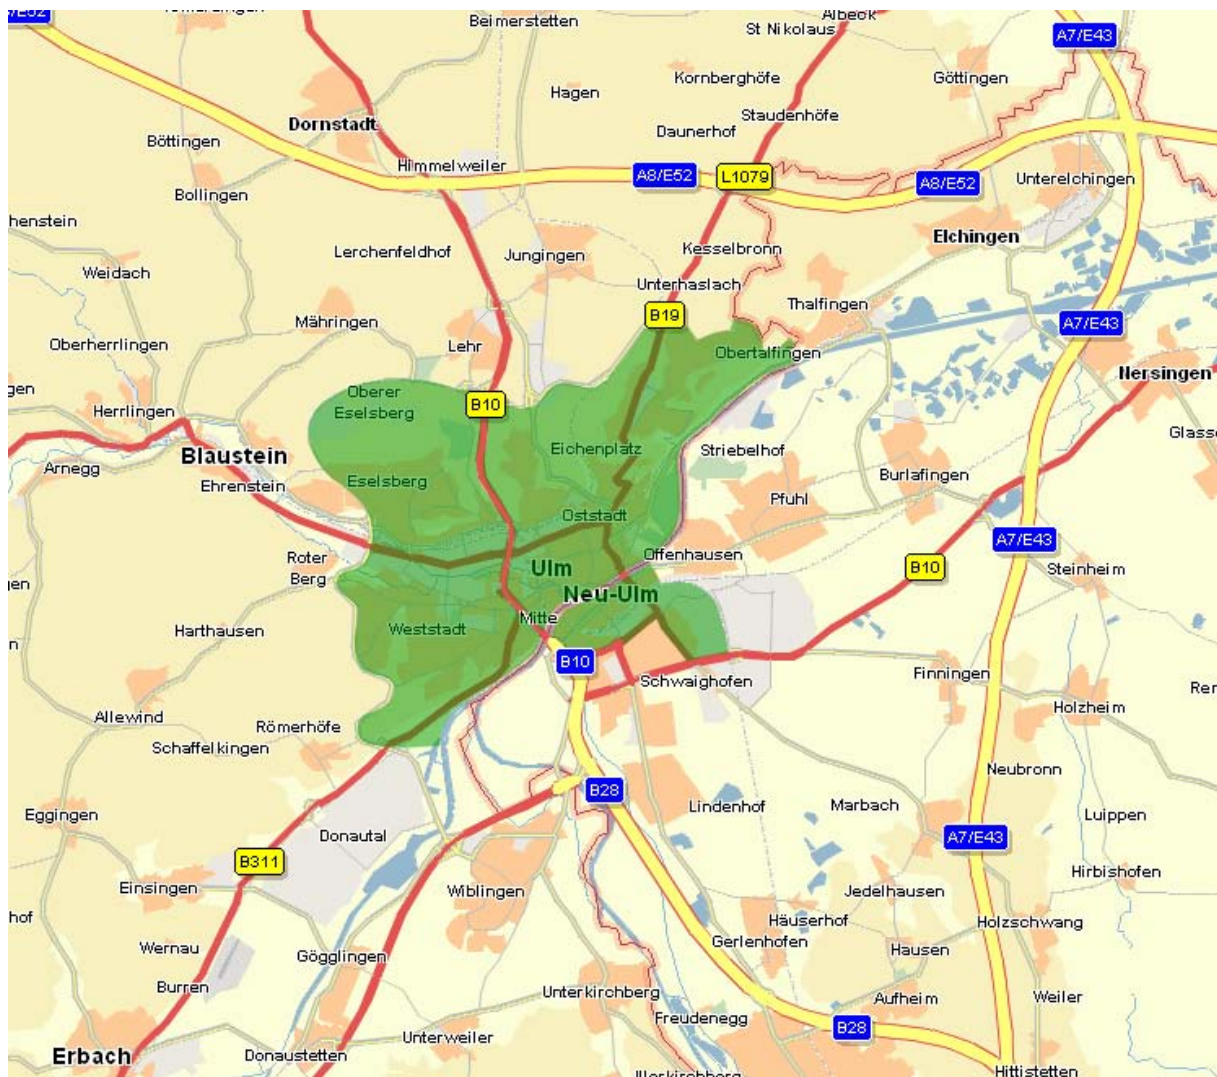 Beimerstetten
Albeck
St Nikolaus
A7/E43
Kornberghöfe
Göttingen
Hagen
Staudenhöfe
Dornstadt
Daunerhof
Böttingen
Himmelweiler
A8/E52
L1079
A8/E52
Unterelchingen
Bollingen
Elchingen
Lerchenfeldhof
Jungingen
Kesselbronn
Weidach
Unterhaslach
Thalfingen
Mähringen
B19
A7/E43
Oberherrlingen
Lehr
Obertalfingen
Nersingen
Oberer
Eselsberg
B10
Herrlingen
Blaustein
Eichenplatz
Striebelhof
Arnegg
Ehrenstein
Eselsberg
Burlafingen
Pfuhl
Oststadt
A7/E43
Roter
Berg
Ulm
Offenhausen
B10
Steinheim
Neu-Ulm
Mitte
Harthausen
Weststadt
B10
Schwaighofen
Finningen
Holzheim
Allewind
Römerhöfe
Schaffelkingen
Neubronn
B28
Eggingen
Donautal
Lindenhof
Marbach
Luippen
A7/E43
B311
Einsingen
Wiblingen
Jedelhausen
Hirbishofen
Häuserhof
Holzschwang
Wernau
Gögglingen
Gerlenhofen
Hausen
Burren
Unterkirchberg
Aufheim
Weiler
Freudenegg
B28
Erbach
Donaustetten
Unterweiler
Hittistetten